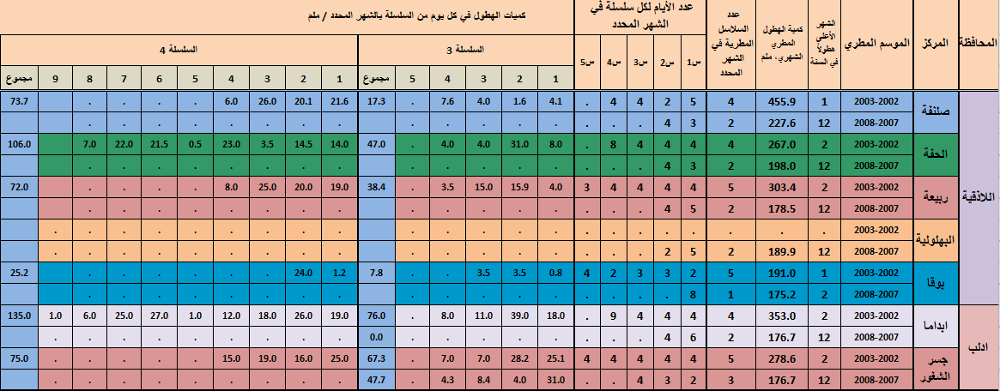 المحافظة المركز الموسم المطري الشهر الأعلى هطولاً في السنة كمية الهطول المطري الشهري، ملم عدد السلاسل المطرية في الشهر المحدد عدد الأيام لكل سلسلة في الشهر المحدد كميات الهطول في كل يوم من السلسلة بالشهر المحدد / ملم
س1 س2 س3 س4 س5 السلسلة 3 السلسلة 4
1 2 3 4 5 مجموع 1 2 3 4 5 6 7 8 9 مجموع
اللاذقية صلنفة 2003-2002 1 455.9 4 5 2 4 4 . 4.1 1.6 4.0 7.6 . 17.3 21.6 20.1 26.0 6.0 . . . . 73.7
2008-2007 12 227.6 2 3 4 . . . . . . . . . . . . . . . .
الحفة 2003-2002 2 267.0 4 4 4 4 8 . 8.0 31.0 4.0 4.0 . 47.0 14.0 14.5 3.5 23.0 0.5 21.5 22.0 7.0 106.0
2008-2007 12 198.0 2 3 4 . . . . . . . . . . . . . . . .
ربيعة 2003-2002 2 303.4 5 4 4 4 4 3 4.0 15.9 15.0 3.5 . 38.4 19.0 20.0 25.0 8.0 . . . . . 72.0
2008-2007 12 178.5 2 5 4 . . . . . . . . . . . . . . . . .
البهلولية 2003-2002 . . . . . . . . . . . . . . . . . . . . . .
2008-2007 12 189.9 2 5 2 . . . . . . . . . . . . . . . . .
بوقا 2003-2002 1 191.0 5 2 3 3 2 4 0.8 3.5 3.5 . . 7.8 1.2 24.0 . . . . . . . 25.2
2008-2007 2 175.2 1 8 . . . . . . . . . . . . . . . . . .
ادلب ابداما 2003-2002 2 353.0 4 4 4 4 9 . 18.0 39.0 11.0 8.0 . 76.0 19.0 26.0 18.0 12.0 1.0 27.0 25.0 6.0 1.0 135.0
2008-2007 12 176.7 2 6 4 . . . . . . . . 0.0 . . . . . . . . .
جسر الشغور 2003-2002 2 278.6 5 4 4 4 4 4 25.1 28.2 7.0 7.0 . 67.3 25.0 16.0 19.0 15.0 . . . . . 75.0
2008-2007 12 176.7 3 2 3 4 . . 31.0 4.0 8.4 4.3 . 47.7 . . . . . . . . .